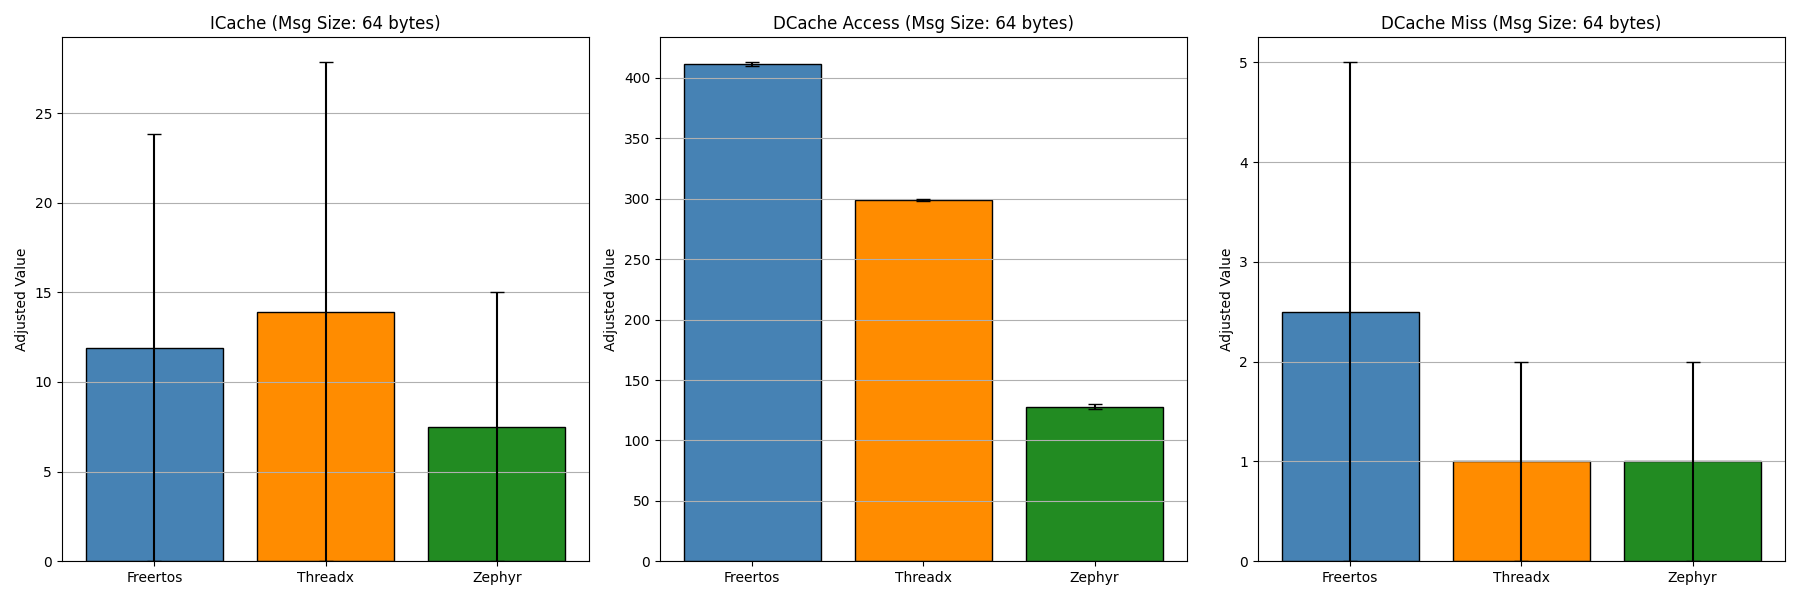 ICache (Msg Size: 64 bytes)
Adjusted Value
25
20
15
10
5
0
Freertos Threadx Zephyr
DCache Access (Msg Size: 64 bytes)
Adjusted Value
400
350
300
250
200
150
100
50
0
Freertos Threadx Zephyr
DCache Miss (Msg Size: 64 bytes)
Adjusted Value
5
4
3
2
1
0
Freertos Threadx Zephyr